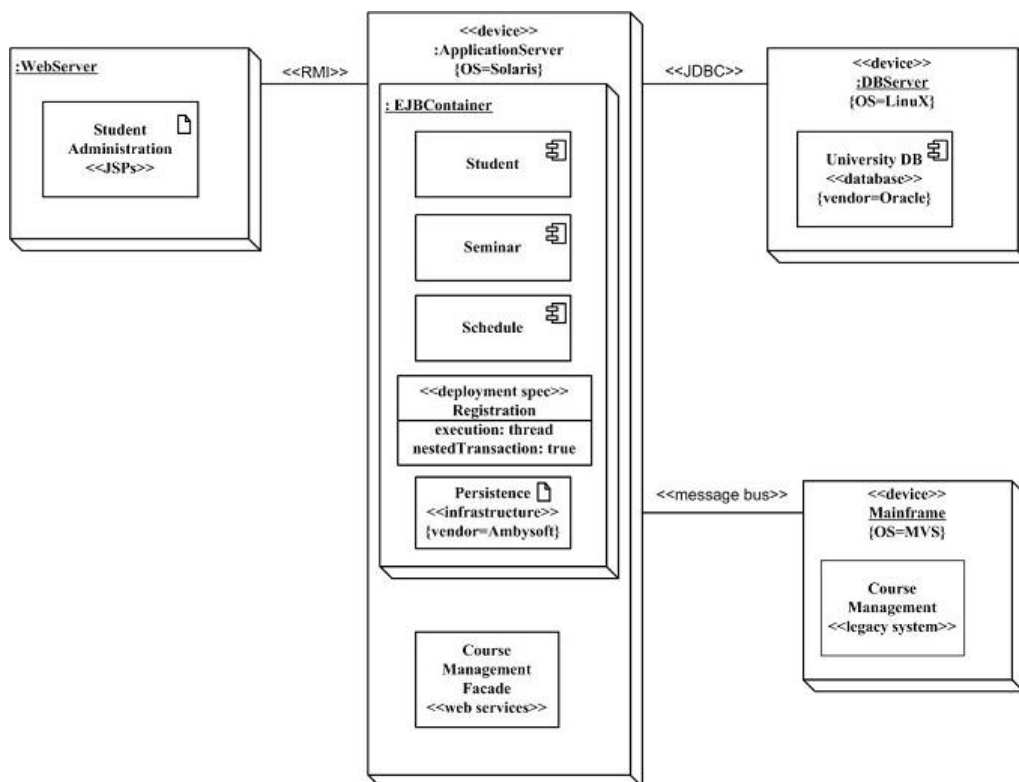 :WebServer
Student
Administration
<<JSPs>>
<<RMI>>
<<device>>
:ApplicationServer
{OS=Solaris}
: EJBContainer
Student
Seminar
Schedule
<<deployment spec>>
Registration
execution: thread
nestedTransaction: true
Persistence
<<infrastructure>>
{vendor=Ambysoft}
Course
Management
Facade
<<web services>>
<<JDBC>>
<<device>>
:DBServer
{OS=LinuX}
University DB
<<database>>
{vendor=Oracle}
<<message bus>>
<<device>>
Mainframe
{OS=MVS}
Course
Management
<<legacy system>>